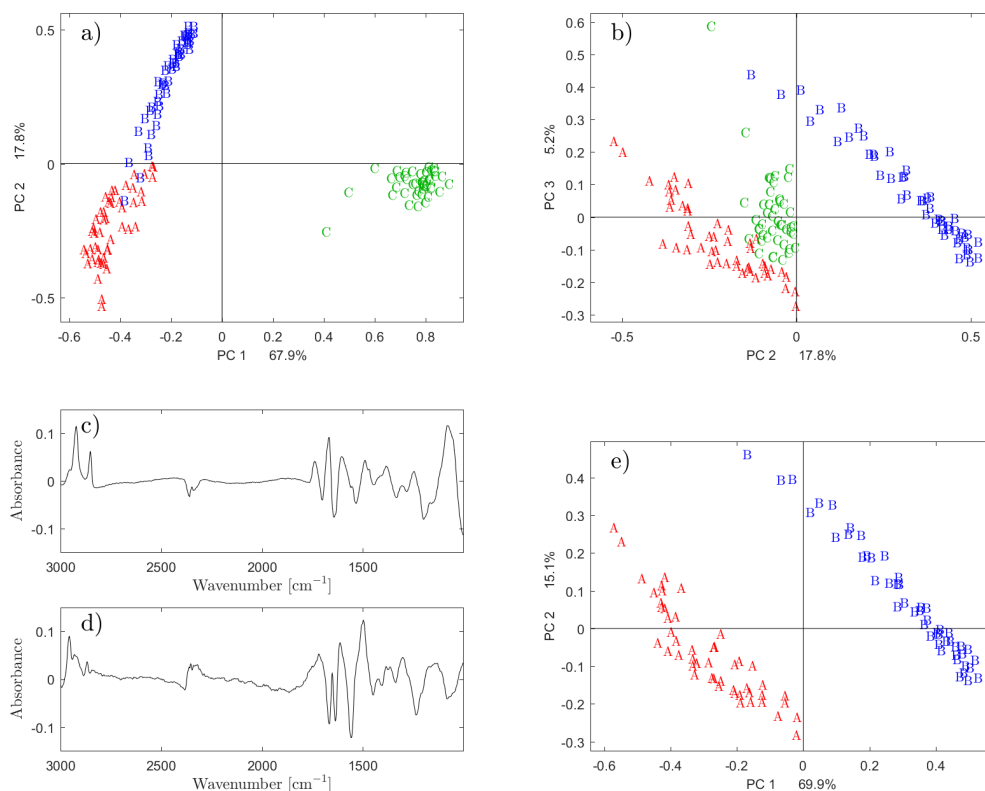 a)
0.5
0
-0.5
PC 2 17.8%
-0.6 -0.4 -0.2 0 0.2 0.4 0.6 0.8
PC 1 67.9%
A
B
C
b)
0.6
0.5
0.4
0.3
0.2
0.1
0
-0.1
-0.2
-0.3
PC 3 5.2%
-0.5 0 0.5
PC 2 17.8%
A
B
C
c)
0.1
0
-0.1
Absorbance
3000 2500 2000 1500
Wavenumber [cm⁻¹]
d)
0.1
0
-0.1
Absorbance
3000 2500 2000 1500
Wavenumber [cm⁻¹]
e)
0.4
0.3
0.2
0.1
0
-0.1
-0.2
-0.3
PC 2 15.1%
-0.6 -0.4 -0.2 0 0.2 0.4
PC 1 69.9%
A
B